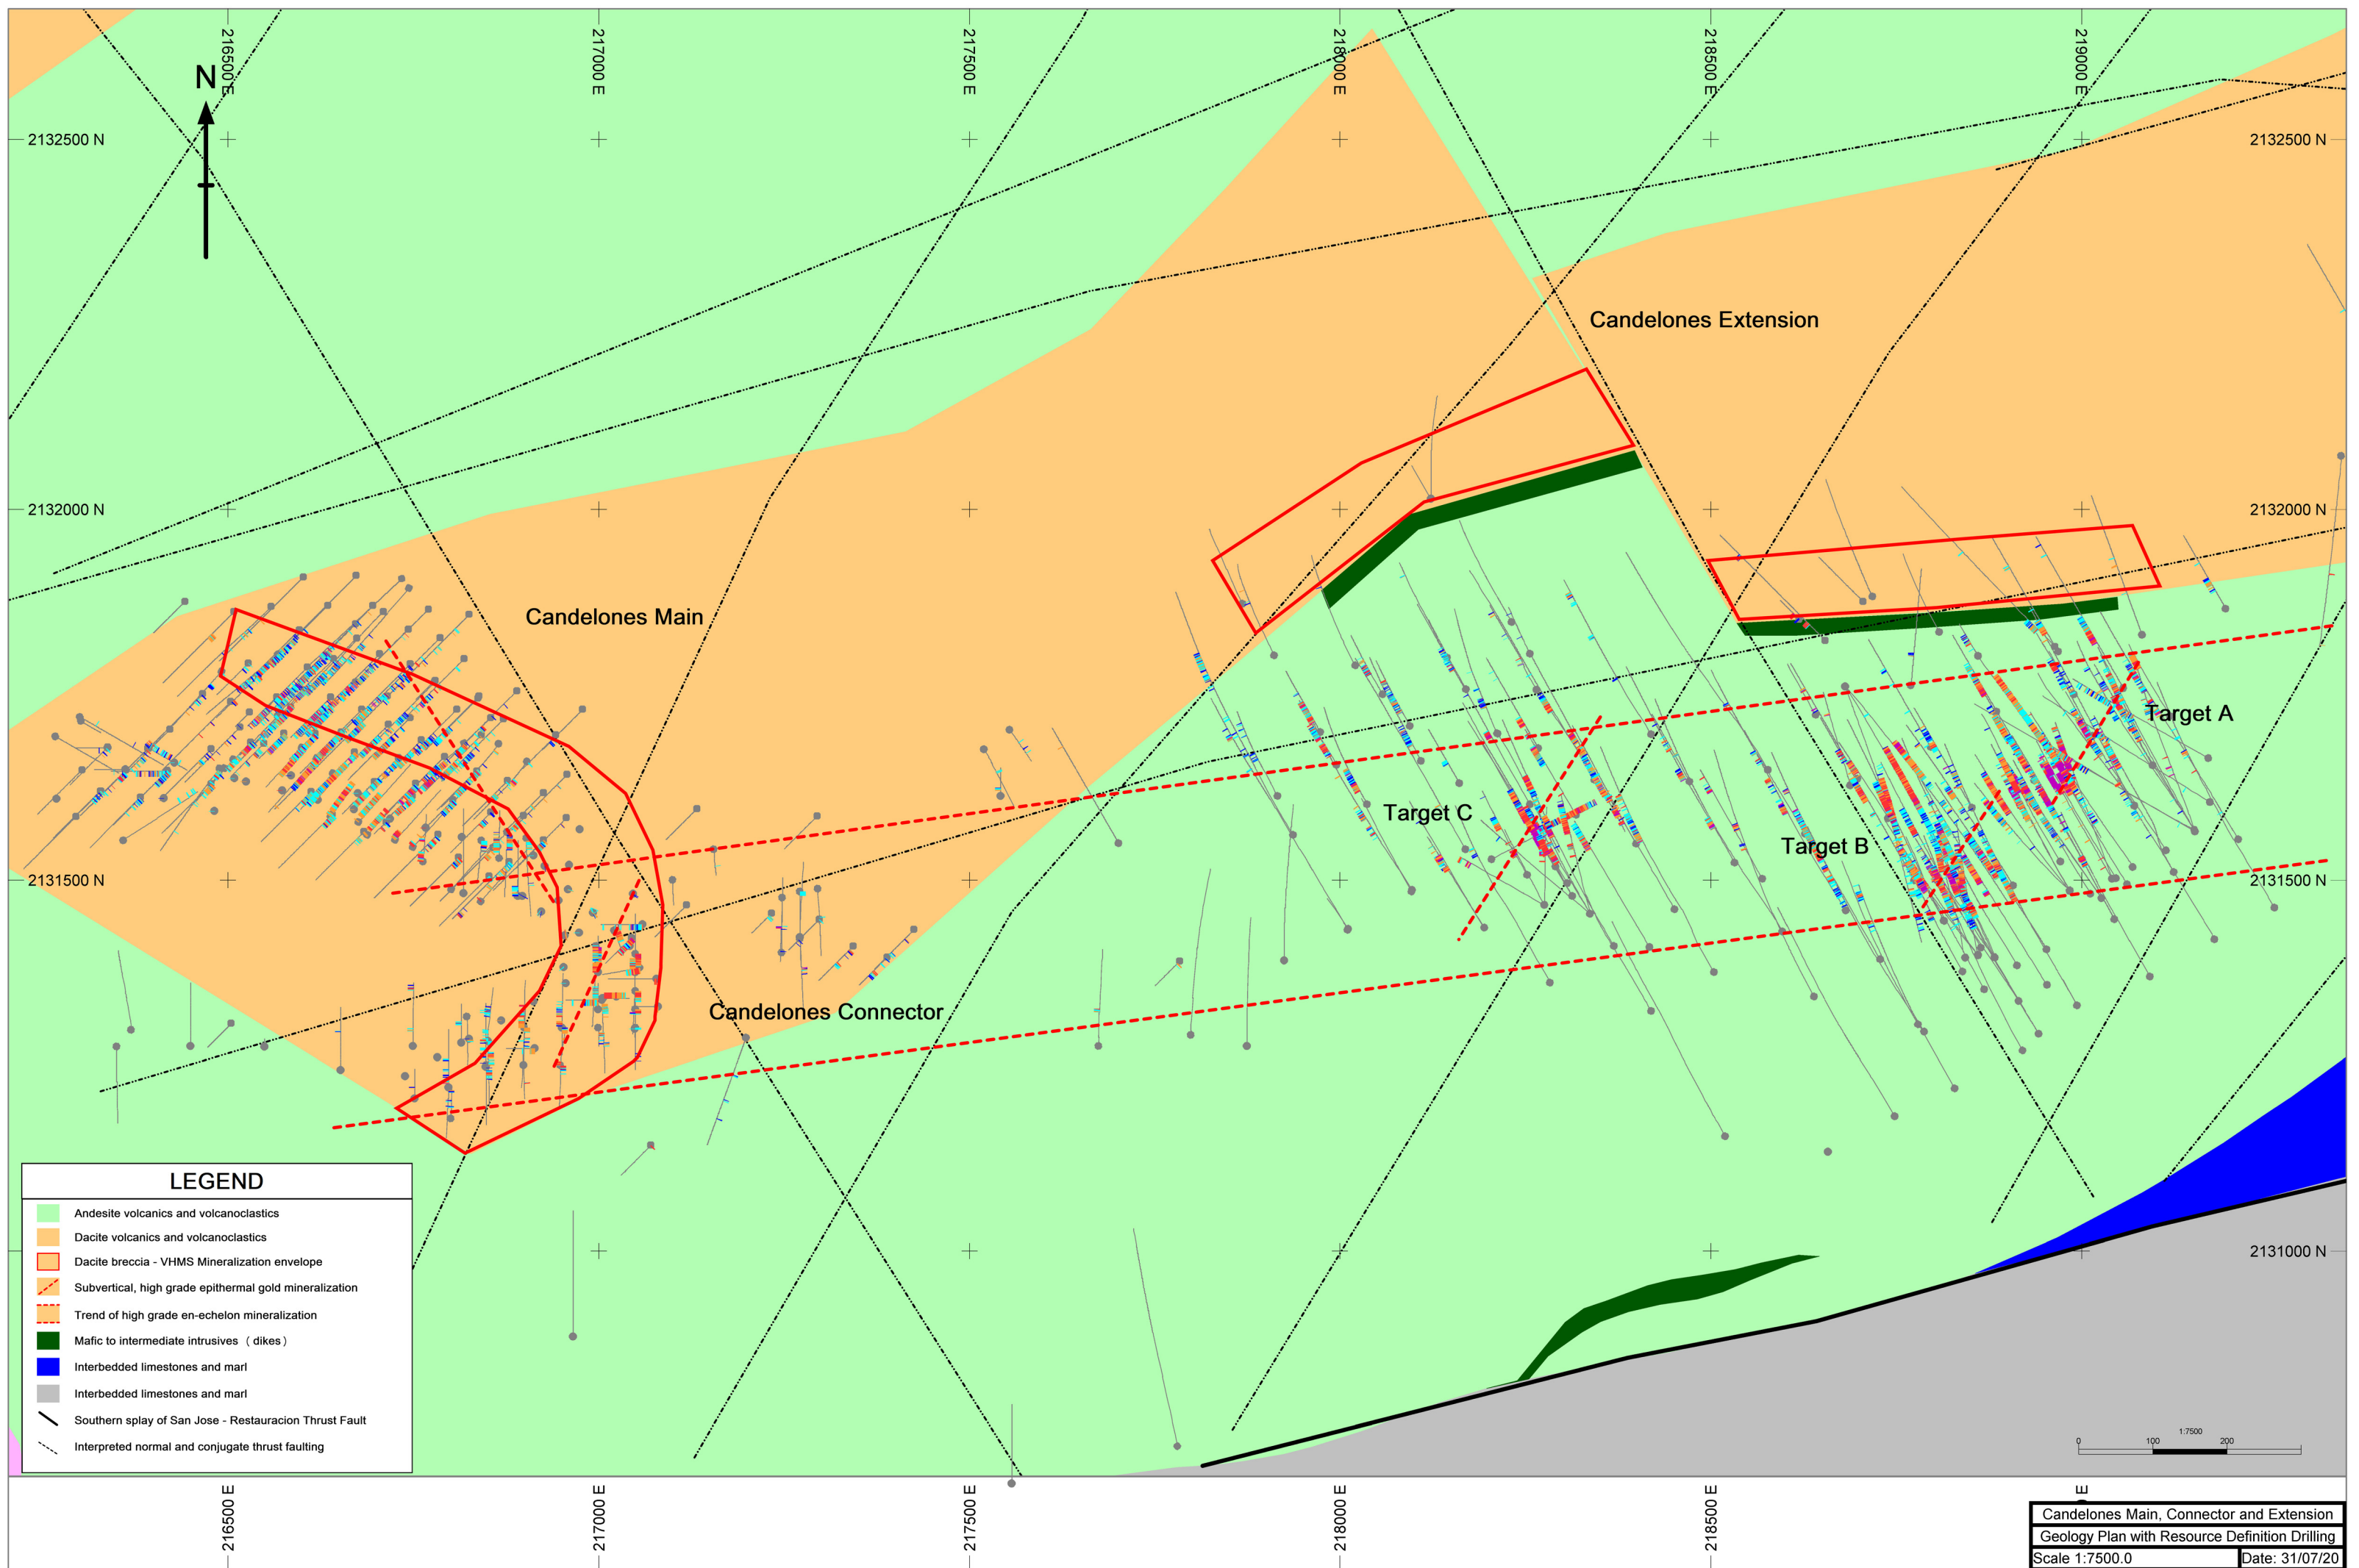 216500 E
217000 E
217500 E
218000 E
218500 E
219000 E
N
2132500 N
2132500 N
Candelones Extension
2132000 N
2132000 N
Candelones Main
Target A
Target C
Target B
2131500 N
2131500 N
Candelones Connector
LEGEND
Andesite volcanics and volcanoclastics
Dacite volcanics and volcanoclastics
Dacite breccia - VHMS Mineralization envelope
Subvertical, high grade epithermal gold mineralization
Trend of high grade en-echelon mineralization
Mafic to intermediate intrusives ( dikes )
Interbedded limestones and marl
Interbedded limestones and marl
Southern splay of San Jose - Restauracion Thrust Fault
Interpreted normal and conjugate thrust faulting
2131000 N
1:7500
0 100 200
216500 E
217000 E
217500 E
218000 E
218500 E
E
Candelones Main, Connector and Extension
Geology Plan with Resource Definition Drilling
Scale 1:7500.0
Date: 31/07/20